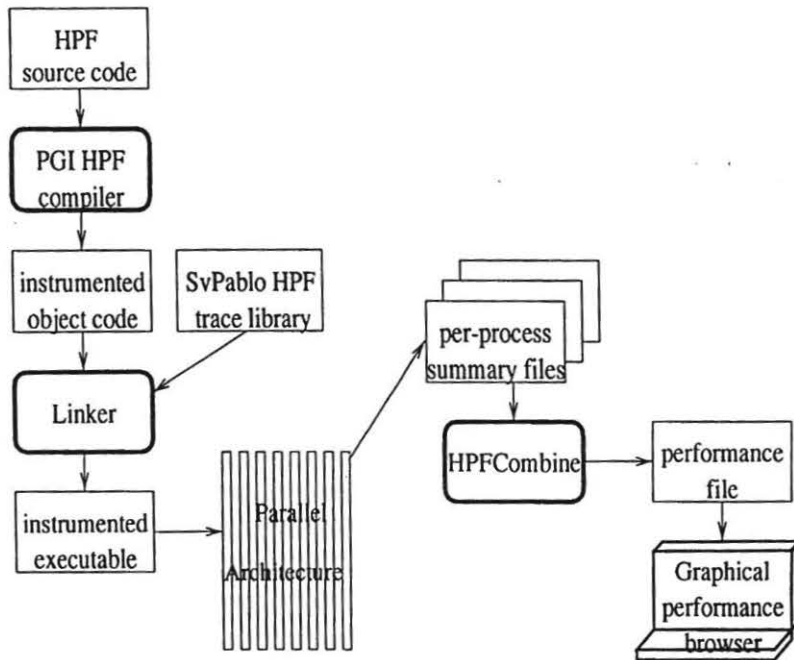 HPF
source code
PGI HPF
compiler
instrumented
object code
SvPablo HPF
trace library
Linker
instrumented
executable
Parallel
Architecture
per-process
summary files
HPFCombine
performance
file
Graphical
performance
browser